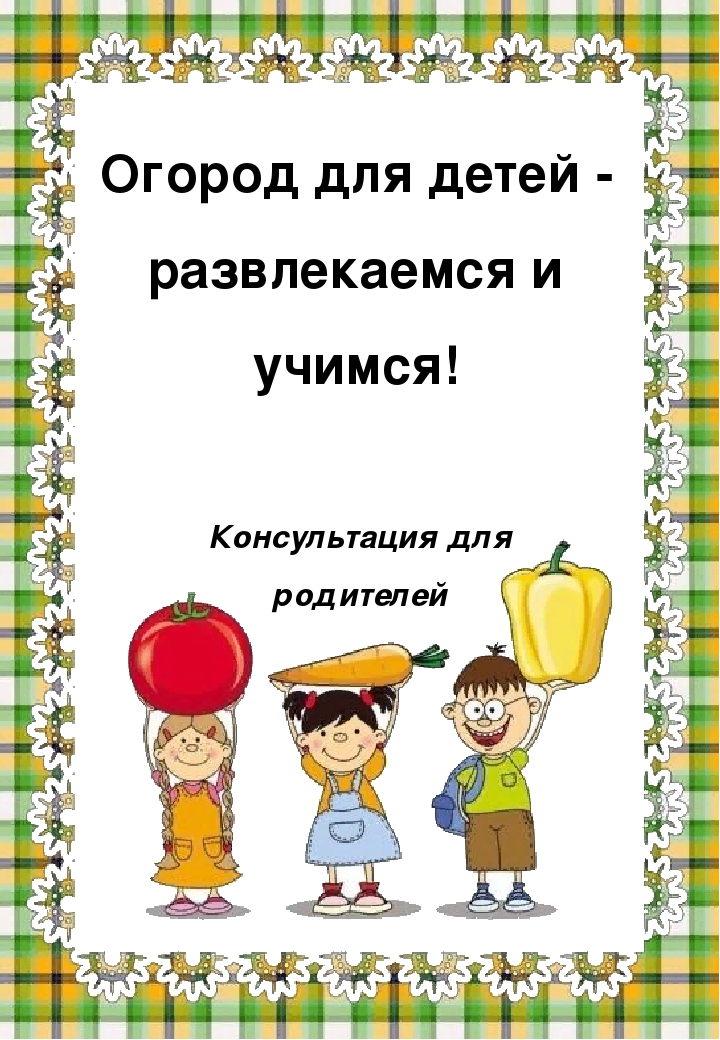 Огород для детей -
развлекаемся и
учимся!
Консультация для
родителей